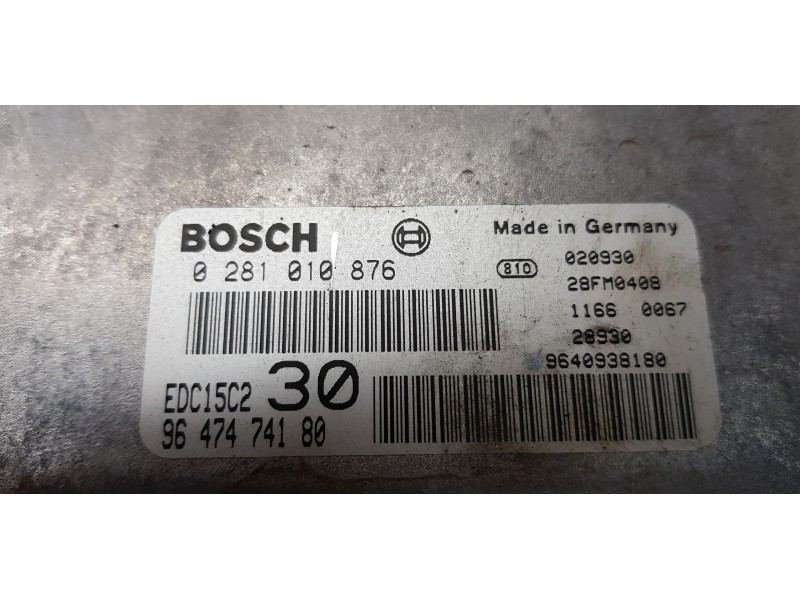 BOSCH
Made in Germany
0 281 010 876
810
020930
28FM0408
1166 0067
28930
9640938180
EDC15C2 30
96 474 741 80